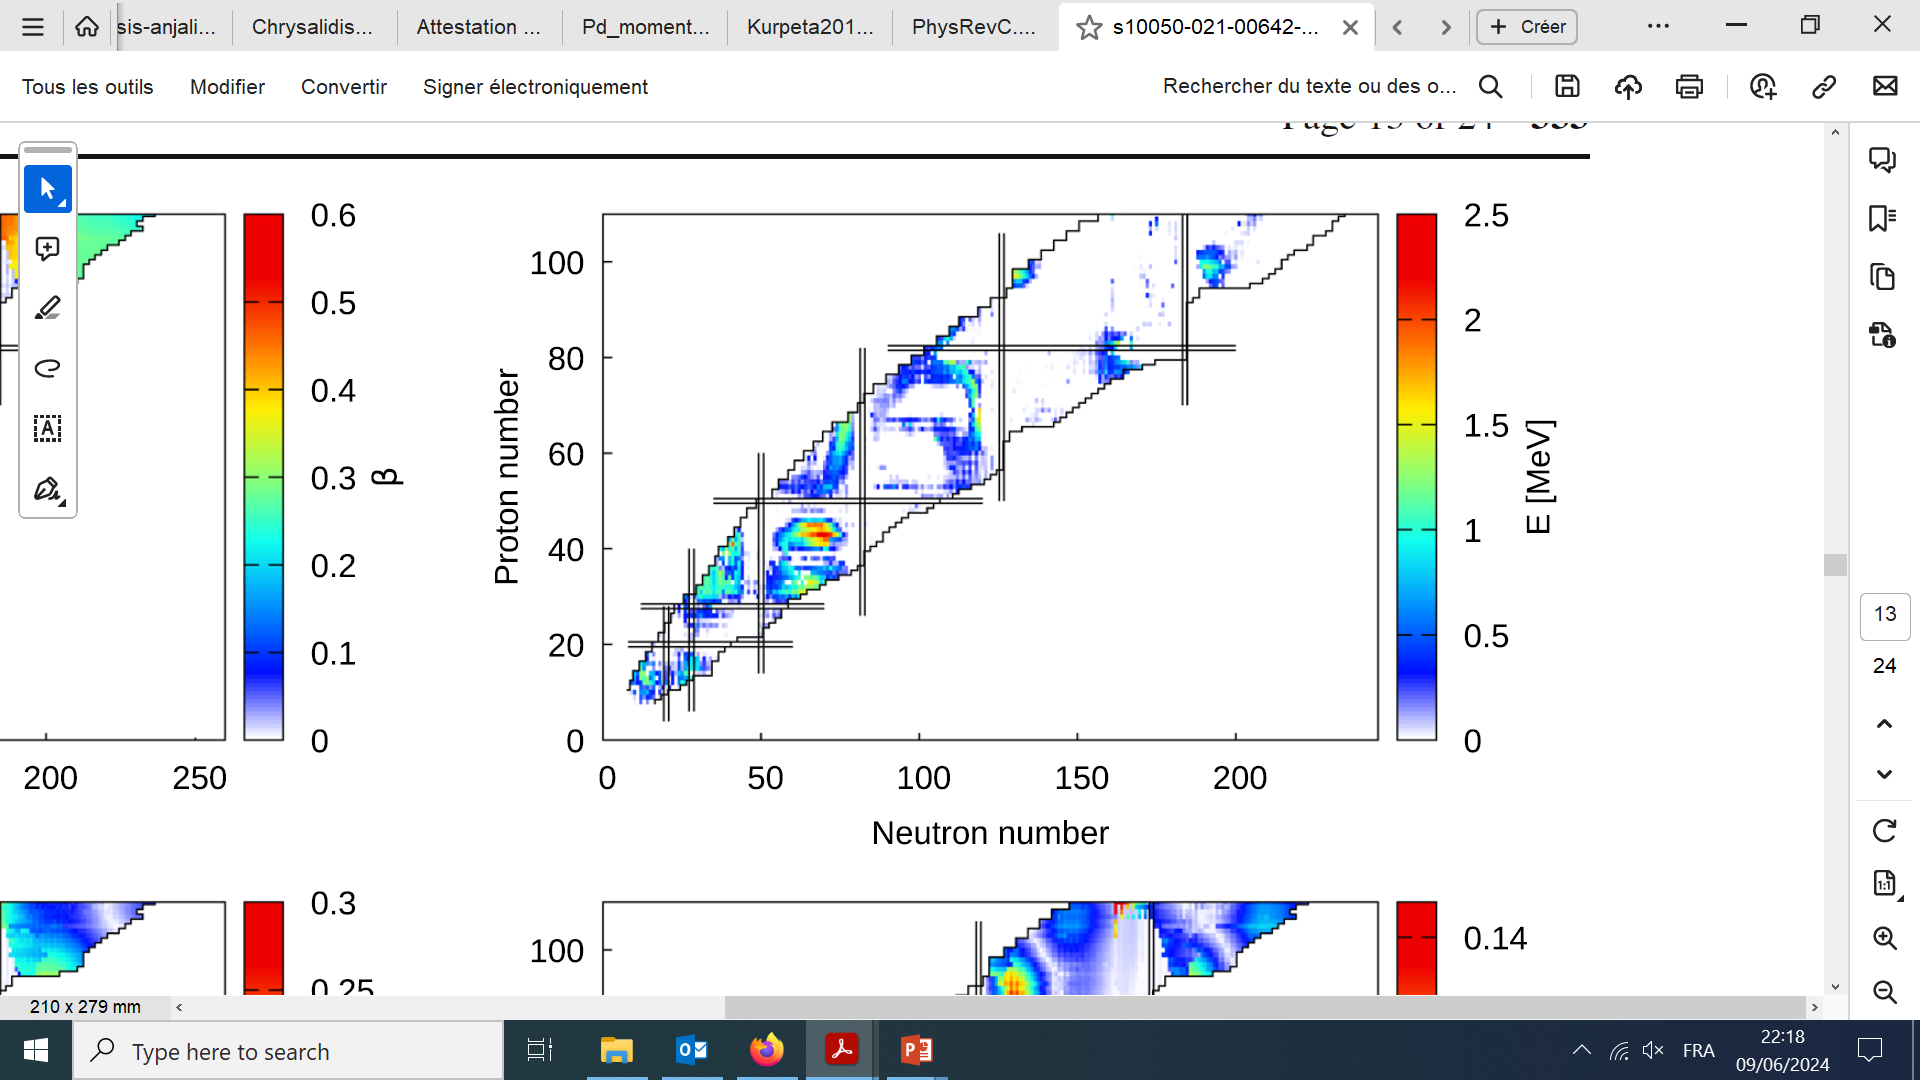 sis-anjali...
Chrysalidis...
Attestation ...
Pd_moment...
Kurpeta201...
PhysRevC....
s10050-021-00642-...
Créer
Tous les outils
Modifier
Convertir
Signer électroniquement
Rechercher du texte ou des o...
0.6
0.5
0.4
0.3
0.2
0.1
0
β
200
250
100
80
60
40
20
0
Proton number
0
50
100
150
200
Neutron number
2.5
2
1.5
1
0.5
0
E [MeV]
13
24
0.3
0.25
100
0.14
210 x 279 mm
Type here to search
FRA
22:18
09/06/2024